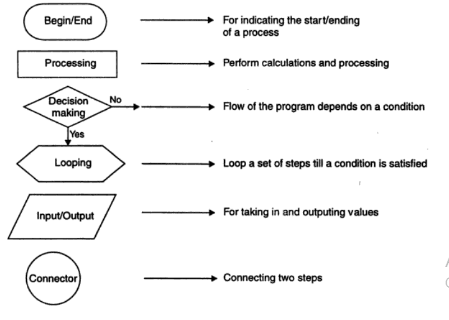 Begin/End
For indicating the start/ending
of a process
Processing
Perform calculations and processing
Decision
making
No
Flow of the program depends on a condition
Yes
Looping
Loop a set of steps till a condition is satisfied
Input/Output
For taking in and outputing values
Connector
Connecting two steps